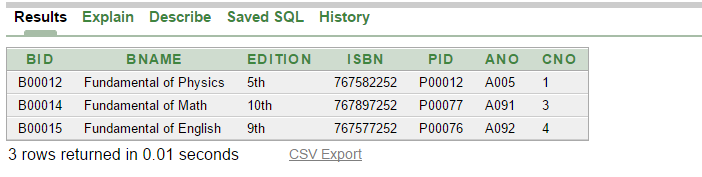 Results Explain Describe Saved SQL History
BID BNAME EDITION ISBN PID ANO CNO
B00012 Fundamental of Physics 5th 767582252 P00012 A005 1
B00014 Fundamental of Math 10th 767897252 P00077 A091 3
B00015 Fundamental of English 9th 767577252 P00076 A092 4
3 rows returned in 0.01 seconds CSV Export